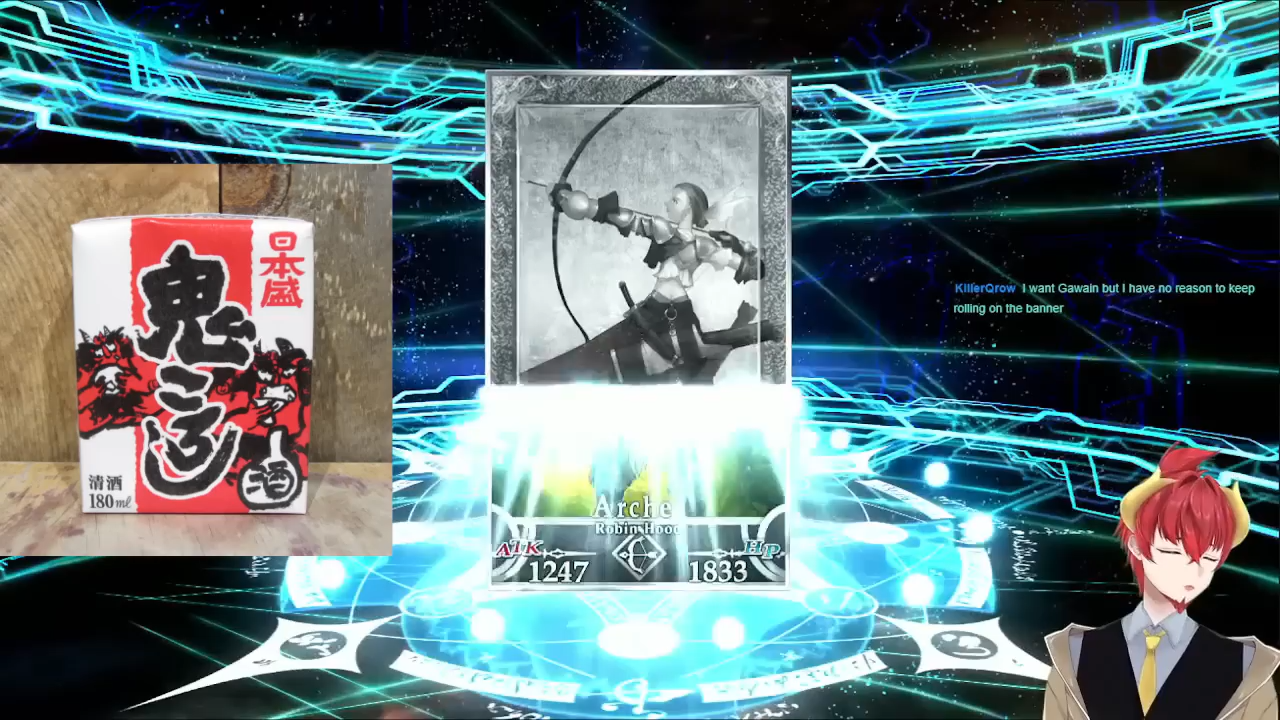 日本盛
鬼ころし
酒
清酒
180ml
Arche
Robin Hood
ATK
HP
1247
1833
KillerQrow I want Gawain but I have no reason to keep
rolling on the banner